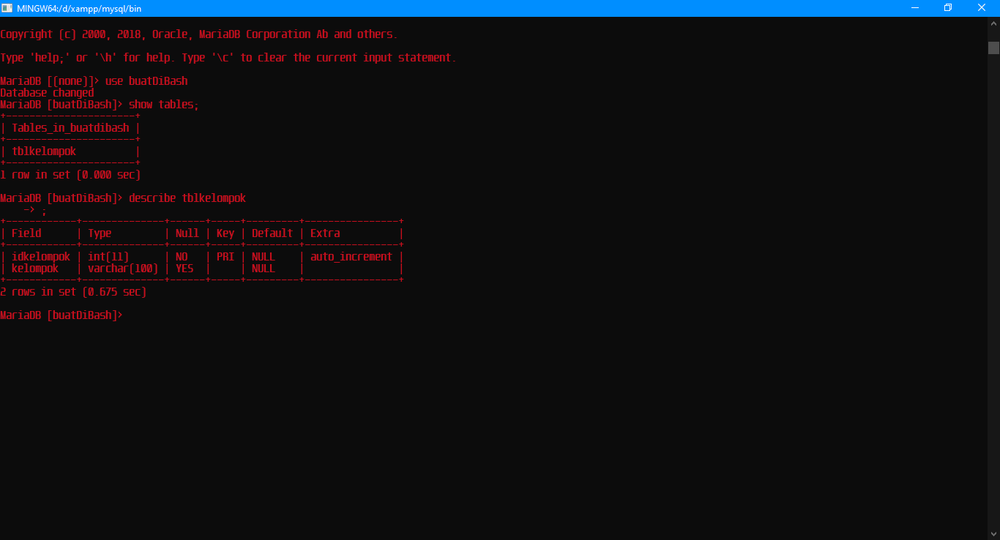 MINGW64:/d/xampp/mysql/bin
Copyright (c) 2000, 2018, Oracle, MariaDB Corporation Ab and others.
Type 'help;' or '\h' for help. Type '\c' to clear the current input statement.
MariaDB [(none)]> use buatDiBash
Database changed
MariaDB [buatDiBash]> show tables;
+----------------------+
| Tables_in_buatdibash |
+----------------------+
| tblkelompok          |
+----------------------+
1 row in set (0.000 sec)
MariaDB [buatDiBash]> describe tblkelompok
    -> ;
+------------+--------------+------+-----+---------+----------------+
| Field      | Type         | Null | Key | Default | Extra          |
+------------+--------------+------+-----+---------+----------------+
| idkelompok | int(11)      | NO   | PRI | NULL    | auto_increment |
| kelompok   | varchar(100) | YES  |     | NULL    |                |
+------------+--------------+------+-----+---------+----------------+
2 rows in set (0.675 sec)
MariaDB [buatDiBash]>